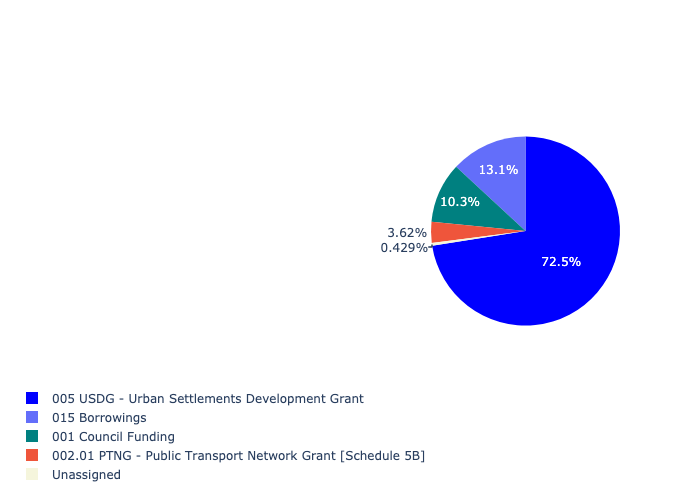 13.1%
10.3%
3.62%
0.429%
72.5%
005 USDG - Urban Settlements Development Grant
015 Borrowings
001 Council Funding
002.01 PTNG - Public Transport Network Grant [Schedule 5B]
Unassigned